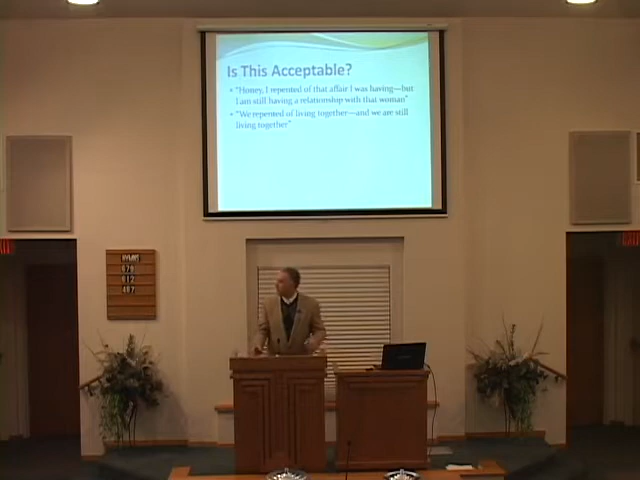 Is This Acceptable?
• "Honey, I repented of that affair I was having—but
I am still having a relationship with that woman"
• "We repented of living together—and we are still
living together"
HYMNS